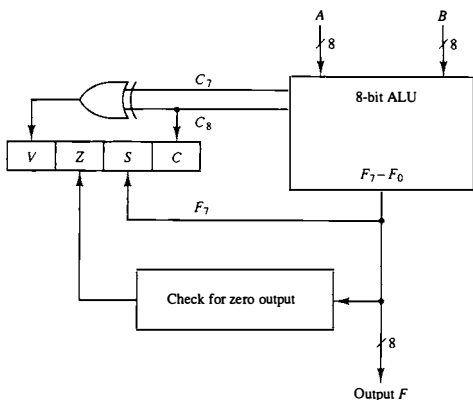 A
B
8
8
C₇
8-bit ALU
C₈
V Z S C
F₇ – F₀
F₇
Check for zero output
8
Output F